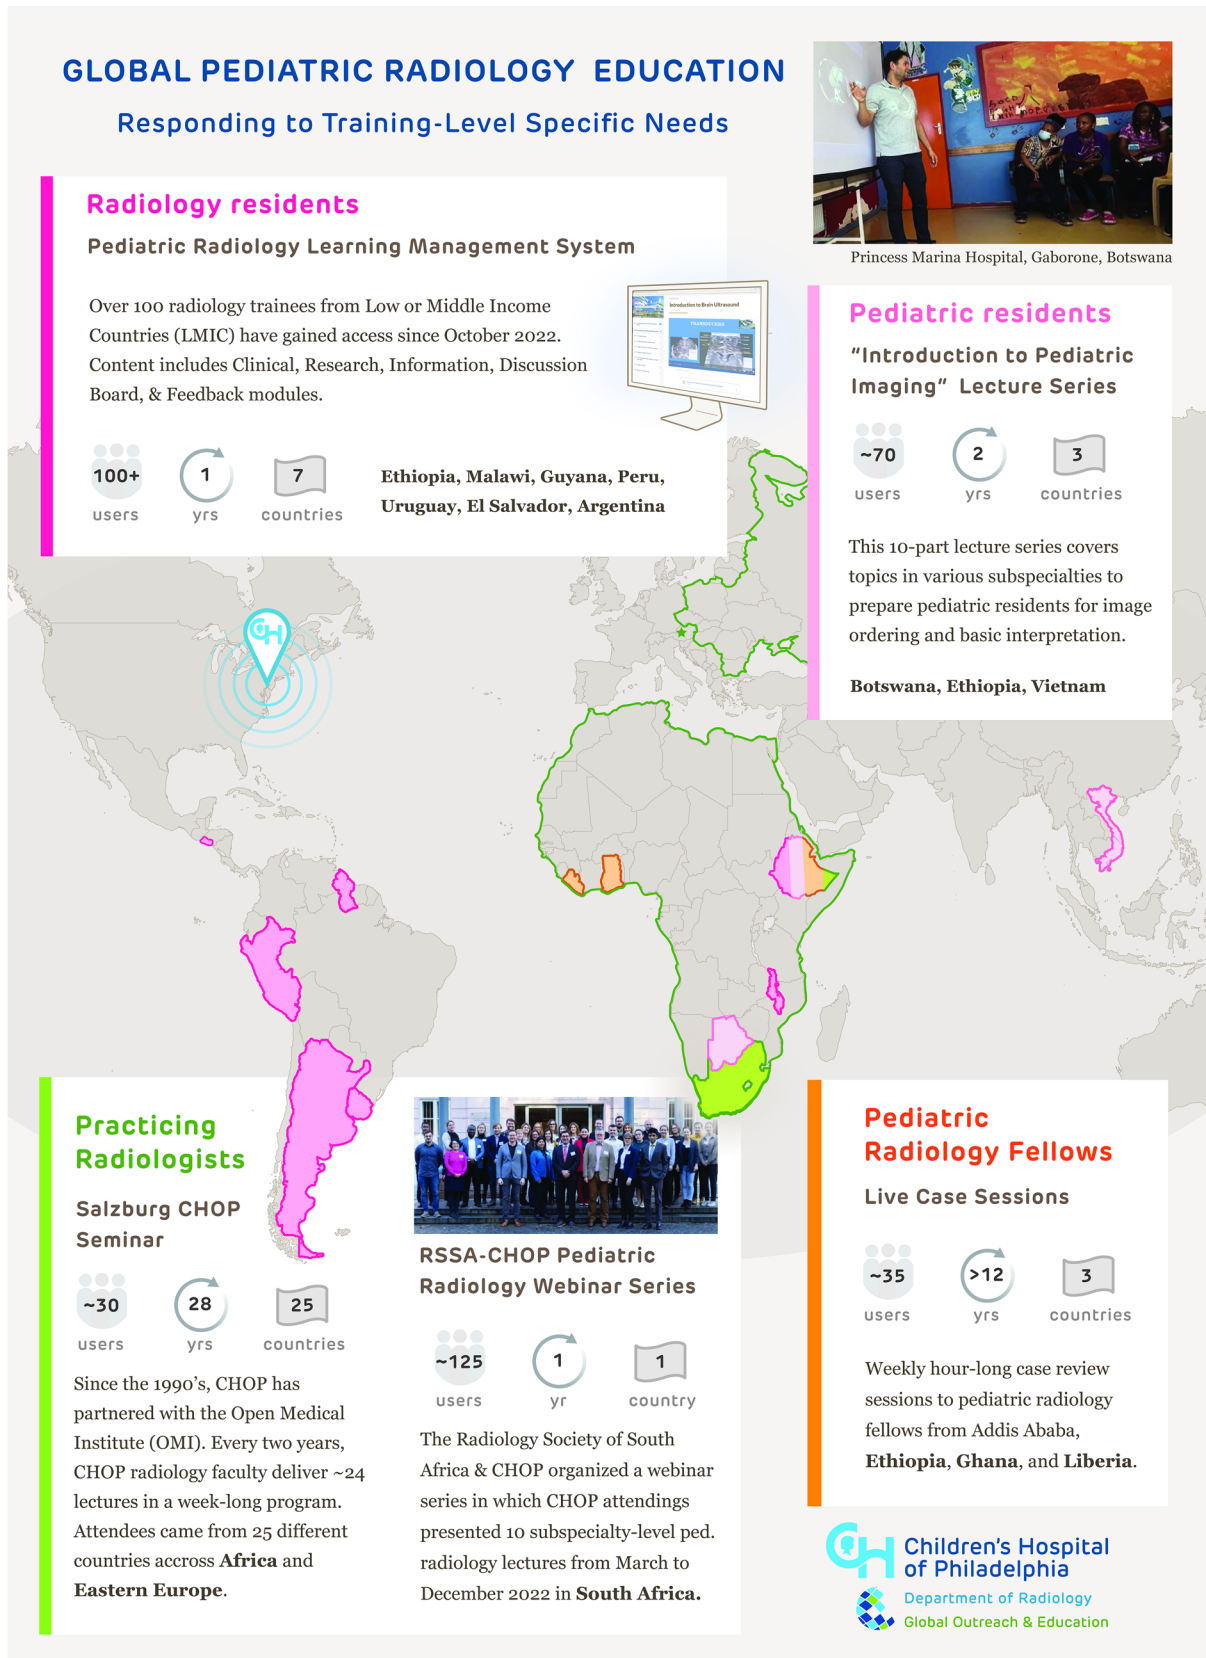 GLOBAL PEDIATRIC RADIOLOGY EDUCATION
Responding to Training-Level Specific Needs
Princess Marina Hospital, Gaborone, Botswana
Radiology residents
Pediatric Radiology Learning Management System
Over 100 radiology trainees from Low or Middle Income
Countries (LMIC) have gained access since October 2022.
Content includes Clinical, Research, Information, Discussion
Board, & Feedback modules.
Introduction to Brain Ultrasound
TRANSDUCERS
100+
users
1
yrs
7
countries
Ethiopia, Malawi, Guyana, Peru,
Uruguay, El Salvador, Argentina
Pediatric residents
“Introduction to Pediatric
Imaging” Lecture Series
~70
users
2
yrs
3
countries
This 10-part lecture series covers
topics in various subspecialties to
prepare pediatric residents for image
ordering and basic interpretation.
Botswana, Ethiopia, Vietnam
CH
Practicing
Radiologists
Salzburg CHOP
Seminar
~30
users
28
yrs
25
countries
Since the 1990’s, CHOP has
partnered with the Open Medical
Institute (OMI). Every two years,
CHOP radiology faculty deliver ~24
lectures in a week-long program.
Attendees came from 25 different
countries accross Africa and
Eastern Europe.
RSSA-CHOP Pediatric
Radiology Webinar Series
~125
users
1
yr
1
country
The Radiology Society of South
Africa & CHOP organized a webinar
series in which CHOP attendings
presented 10 subspecialty-level ped.
radiology lectures from March to
December 2022 in South Africa.
Pediatric
Radiology Fellows
Live Case Sessions
~35
users
>12
yrs
3
countries
Weekly hour-long case review
sessions to pediatric radiology
fellows from Addis Ababa,
Ethiopia, Ghana, and Liberia.
CH
Children’s Hospital
of Philadelphia
Department of Radiology
Global Outreach & Education